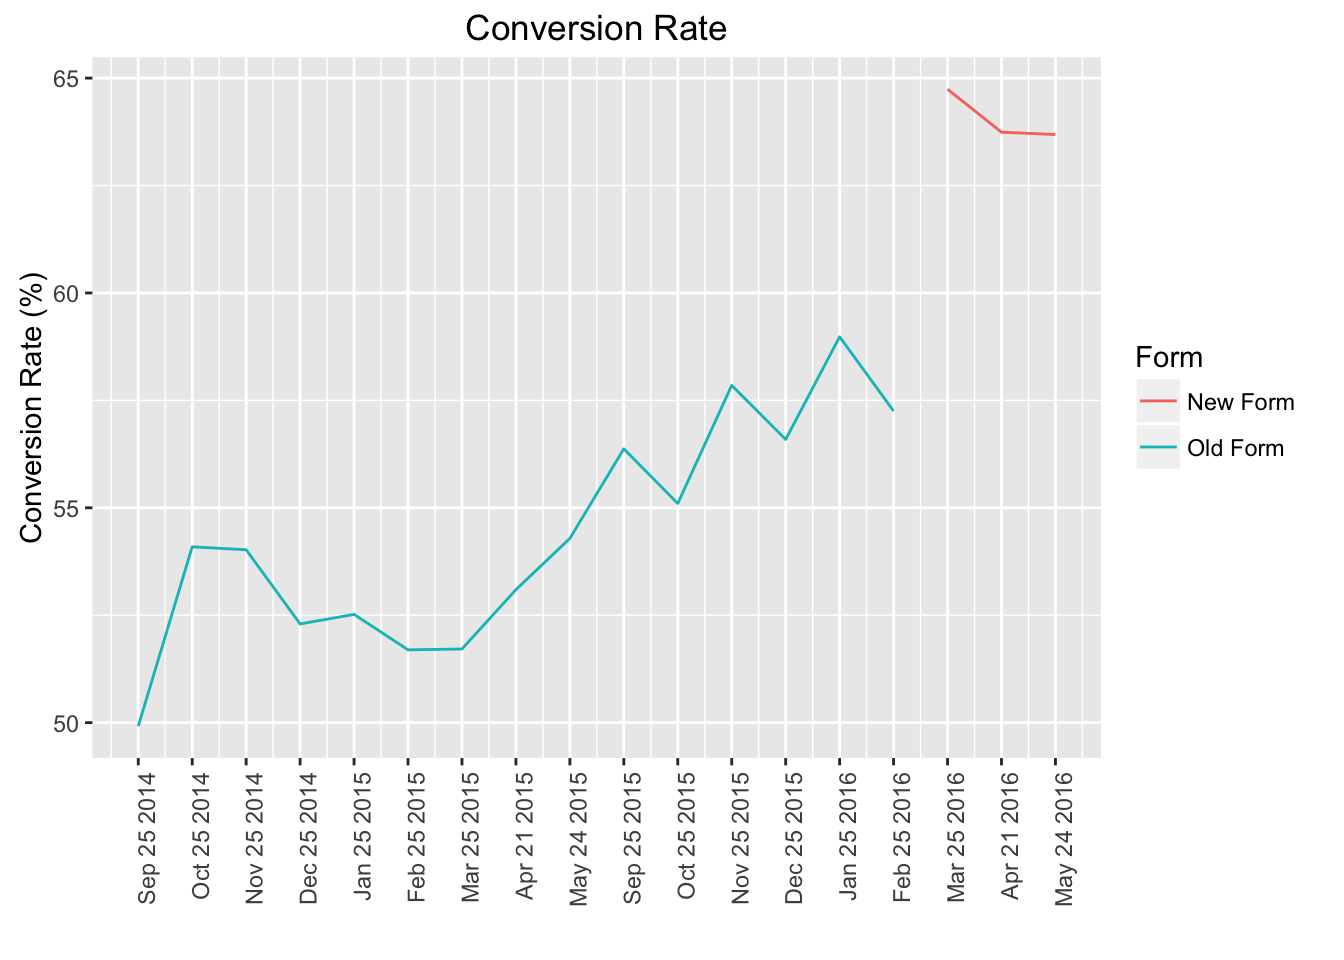 Conversion Rate
Conversion Rate (%)
65
60
55
50
Sep 25 2014
Oct 25 2014
Nov 25 2014
Dec 25 2014
Jan 25 2015
Feb 25 2015
Mar 25 2015
Apr 21 2015
May 24 2015
Sep 25 2015
Oct 25 2015
Nov 25 2015
Dec 25 2015
Jan 25 2016
Feb 25 2016
Mar 25 2016
Apr 21 2016
May 24 2016
Form
New Form
Old Form